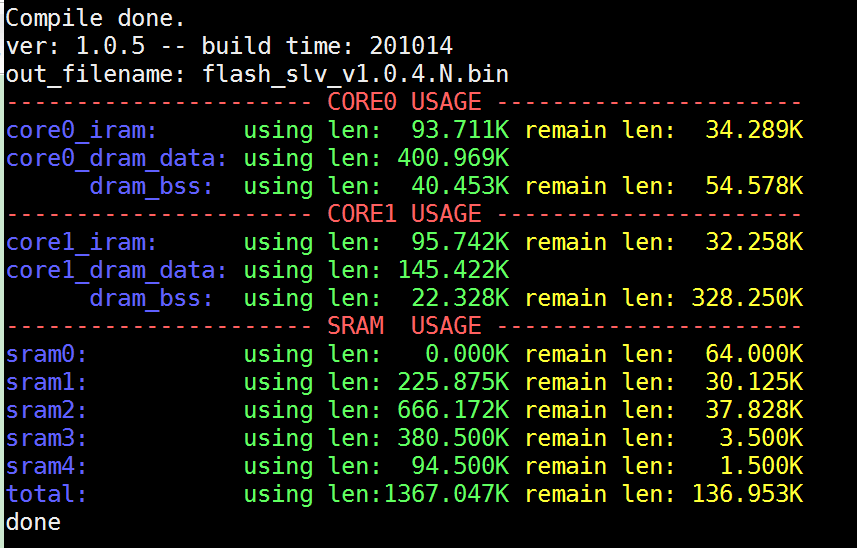 Compile done.
ver: 1.0.5 -- build time: 201014
out_filename: flash_slv_v1.0.4.N.bin
---------------------- CORE0 USAGE ----------------------
core0_iram:      using len:  93.711K remain len:  34.289K
core0_dram_data: using len: 400.969K
      dram_bss:  using len:  40.453K remain len:  54.578K
---------------------- CORE1 USAGE ----------------------
core1_iram:      using len:  95.742K remain len:  32.258K
core1_dram_data: using len: 145.422K
      dram_bss:  using len:  22.328K remain len: 328.250K
---------------------- SRAM  USAGE ----------------------
sram0:           using len:   0.000K remain len:  64.000K
sram1:           using len: 225.875K remain len:  30.125K
sram2:           using len: 666.172K remain len:  37.828K
sram3:           using len: 380.500K remain len:   3.500K
sram4:           using len:  94.500K remain len:   1.500K
total:           using len:1367.047K remain len: 136.953K
done